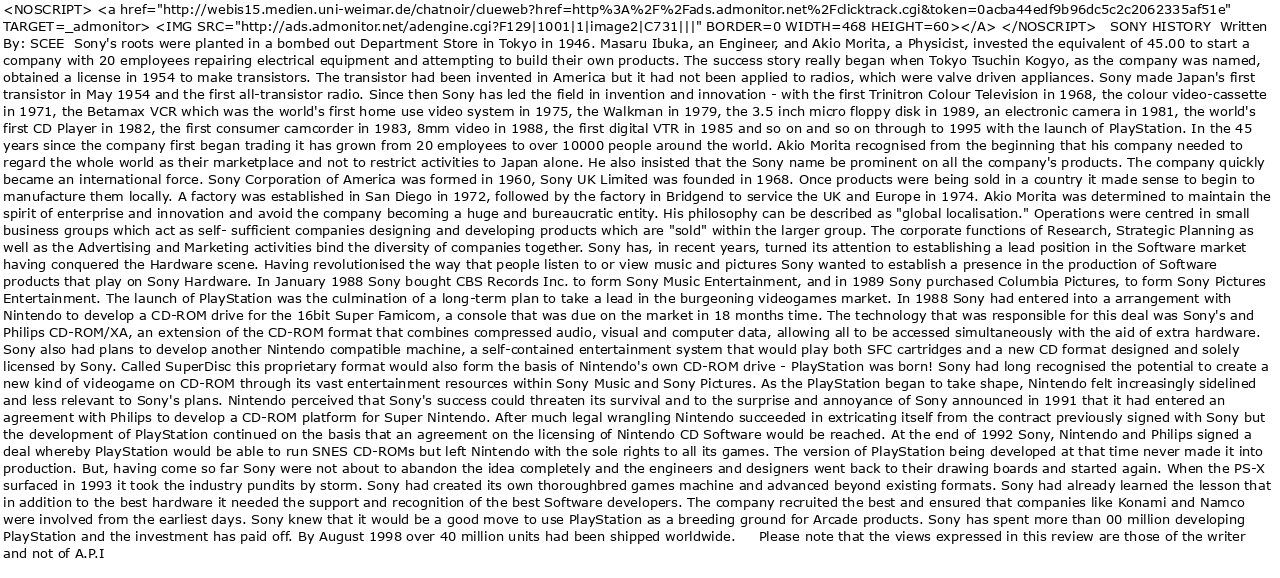 <NOSCRIPT> <a href="http://webis15.medien.uni-weimar.de/chatnoir/clueweb?href=http%3A%2F%2Fads.admonitor.net%2Fclicktrack.cgi&token=0acba44edf9b96dc5c2c2062335af51e"
TARGET=_admonitor> <IMG SRC="http://ads.admonitor.net/adengine.cgi?F129|1001|1|image2|C731|||" BORDER=0 WIDTH=468 HEIGHT=60></A> </NOSCRIPT>   SONY HISTORY  Written
By: SCEE  Sony's roots were planted in a bombed out Department Store in Tokyo in 1946. Masaru Ibuka, an Engineer, and Akio Morita, a Physicist, invested the equivalent of 45.00 to start a
company with 20 employees repairing electrical equipment and attempting to build their own products. The success story really began when Tokyo Tsuchin Kogyo, as the company was named,
obtained a license in 1954 to make transistors. The transistor had been invented in America but it had not been applied to radios, which were valve driven appliances. Sony made Japan's first
transistor in May 1954 and the first all-transistor radio. Since then Sony has led the field in invention and innovation - with the first Trinitron Colour Television in 1968, the colour video-cassette
in 1971, the Betamax VCR which was the world's first home use video system in 1975, the Walkman in 1979, the 3.5 inch micro floppy disk in 1989, an electronic camera in 1981, the world's
first CD Player in 1982, the first consumer camcorder in 1983, 8mm video in 1988, the first digital VTR in 1985 and so on and so on through to 1995 with the launch of PlayStation. In the 45
years since the company first began trading it has grown from 20 employees to over 10000 people around the world. Akio Morita recognised from the beginning that his company needed to
regard the whole world as their marketplace and not to restrict activities to Japan alone. He also insisted that the Sony name be prominent on all the company's products. The company quickly
became an international force. Sony Corporation of America was formed in 1960, Sony UK Limited was founded in 1968. Once products were being sold in a country it made sense to begin to
manufacture them locally. A factory was established in San Diego in 1972, followed by the factory in Bridgend to service the UK and Europe in 1974. Akio Morita was determined to maintain the
spirit of enterprise and innovation and avoid the company becoming a huge and bureaucratic entity. His philosophy can be described as "global localisation." Operations were centred in small
business groups which act as self- sufficient companies designing and developing products which are "sold" within the larger group. The corporate functions of Research, Strategic Planning as
well as the Advertising and Marketing activities bind the diversity of companies together. Sony has, in recent years, turned its attention to establishing a lead position in the Software market
having conquered the Hardware scene. Having revolutionised the way that people listen to or view music and pictures Sony wanted to establish a presence in the production of Software
products that play on Sony Hardware. In January 1988 Sony bought CBS Records Inc. to form Sony Music Entertainment, and in 1989 Sony purchased Columbia Pictures, to form Sony Pictures
Entertainment. The launch of PlayStation was the culmination of a long-term plan to take a lead in the burgeoning videogames market. In 1988 Sony had entered into a arrangement with
Nintendo to develop a CD-ROM drive for the 16bit Super Famicom, a console that was due on the market in 18 months time. The technology that was responsible for this deal was Sony's and
Philips CD-ROM/XA, an extension of the CD-ROM format that combines compressed audio, visual and computer data, allowing all to be accessed simultaneously with the aid of extra hardware.
Sony also had plans to develop another Nintendo compatible machine, a self-contained entertainment system that would play both SFC cartridges and a new CD format designed and solely
licensed by Sony. Called SuperDisc this proprietary format would also form the basis of Nintendo's own CD-ROM drive - PlayStation was born! Sony had long recognised the potential to create a
new kind of videogame on CD-ROM through its vast entertainment resources within Sony Music and Sony Pictures. As the PlayStation began to take shape, Nintendo felt increasingly sidelined
and less relevant to Sony's plans. Nintendo perceived that Sony's success could threaten its survival and to the surprise and annoyance of Sony announced in 1991 that it had entered an
agreement with Philips to develop a CD-ROM platform for Super Nintendo. After much legal wrangling Nintendo succeeded in extricating itself from the contract previously signed with Sony but
the development of PlayStation continued on the basis that an agreement on the licensing of Nintendo CD Software would be reached. At the end of 1992 Sony, Nintendo and Philips signed a
deal whereby PlayStation would be able to run SNES CD-ROMs but left Nintendo with the sole rights to all its games. The version of PlayStation being developed at that time never made it into
production. But, having come so far Sony were not about to abandon the idea completely and the engineers and designers went back to their drawing boards and started again. When the PS-X
surfaced in 1993 it took the industry pundits by storm. Sony had created its own thoroughbred games machine and advanced beyond existing formats. Sony had already learned the lesson that
in addition to the best hardware it needed the support and recognition of the best Software developers. The company recruited the best and ensured that companies like Konami and Namco
were involved from the earliest days. Sony knew that it would be a good move to use PlayStation as a breeding ground for Arcade products. Sony has spent more than 00 million developing
PlayStation and the investment has paid off. By August 1998 over 40 million units had been shipped worldwide.     Please note that the views expressed in this review are those of the writer
and not of A.P.I